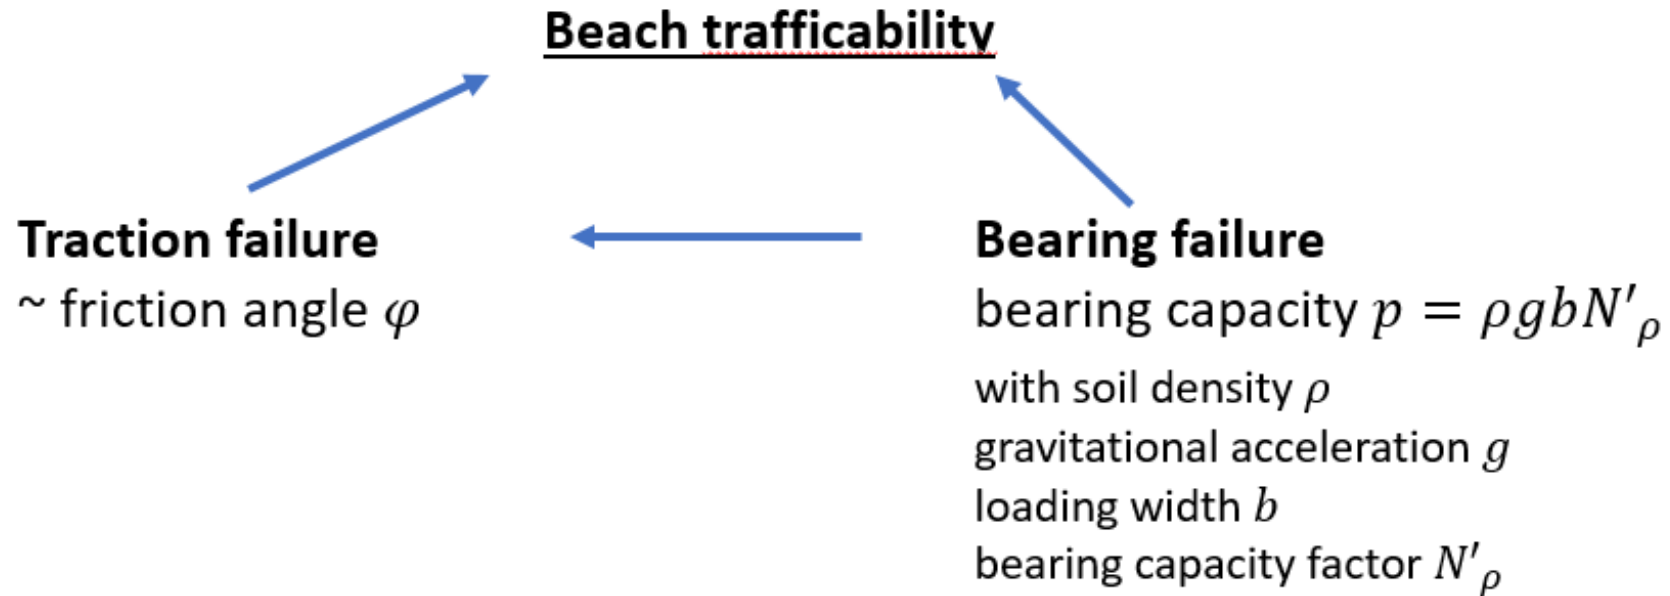 Beach trafficability
Traction failure
~ friction angle φ
Bearing failure
bearing capacity p = ρgbN′ρ
with soil density ρ
gravitational acceleration g
loading width b
bearing capacity factor N′ρ